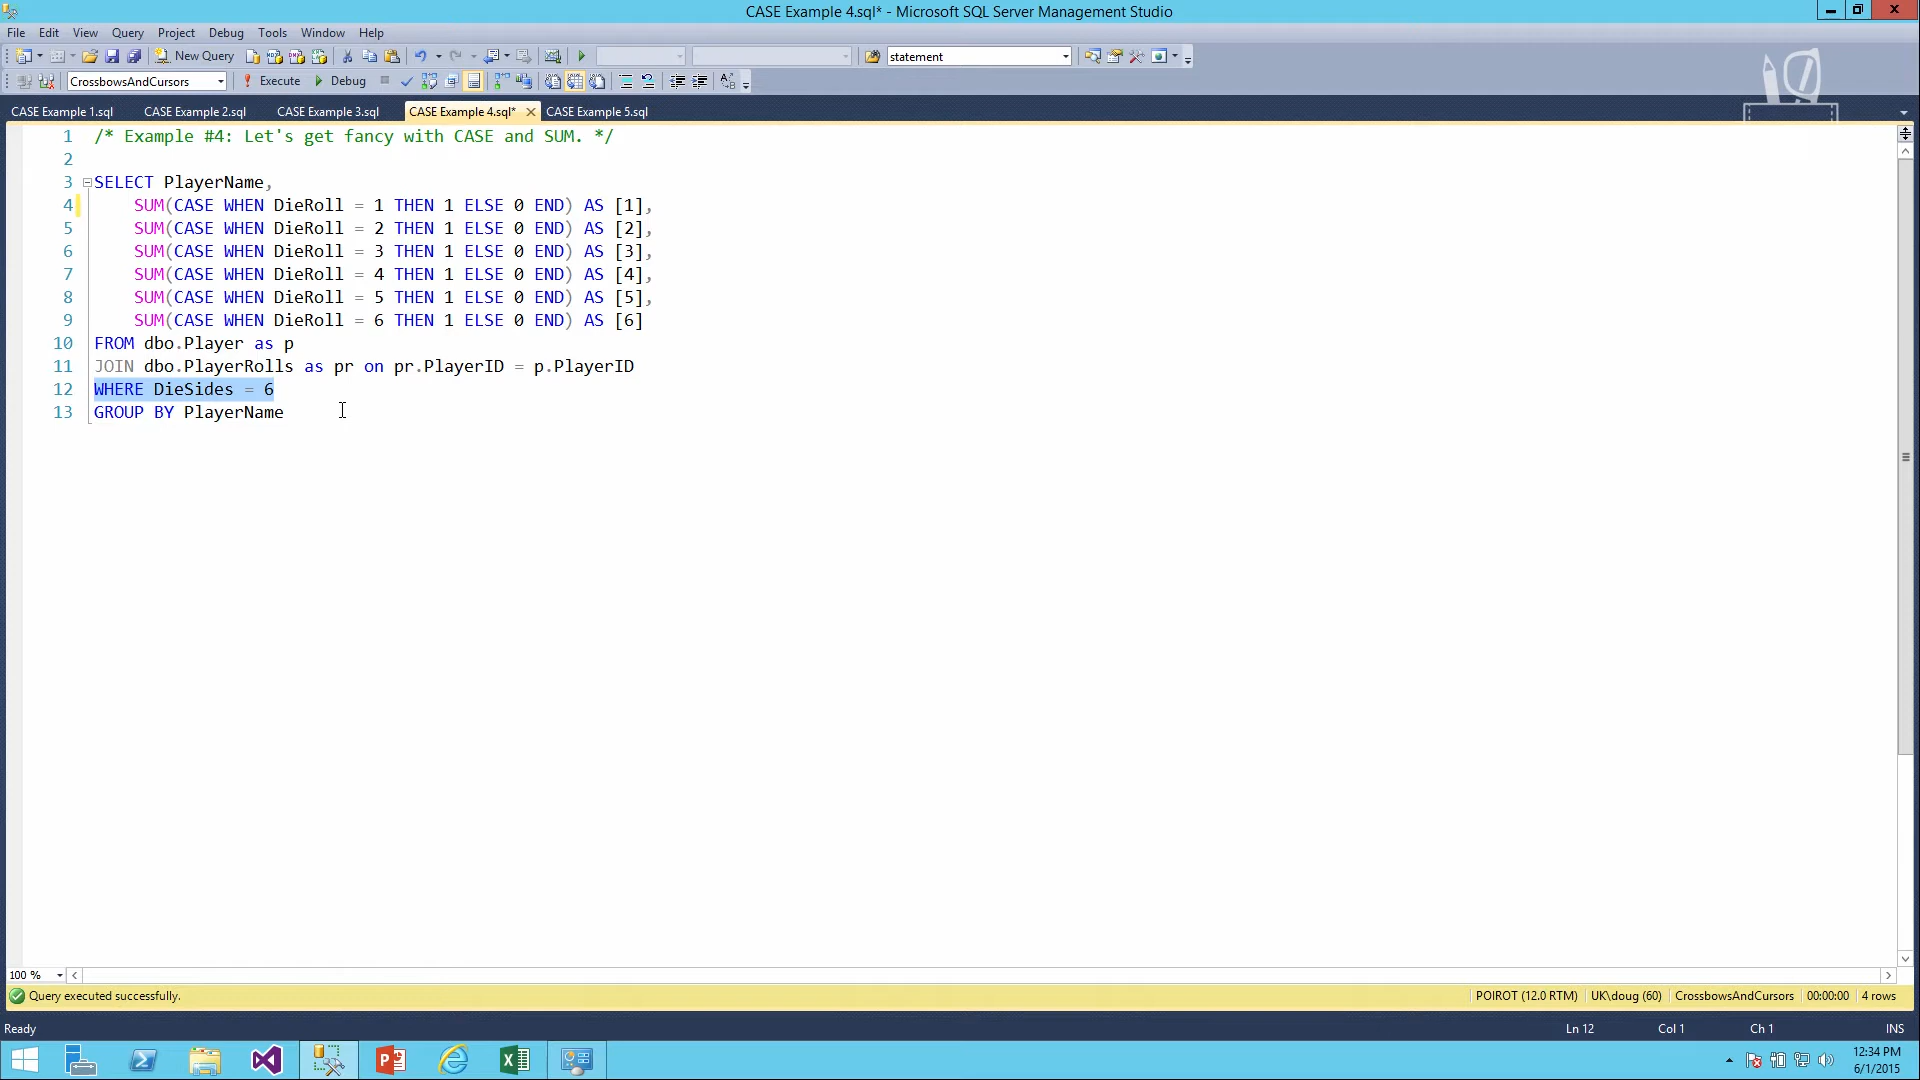 CASE Example 4.sql* - Microsoft SQL Server Management Studio
File Edit View Query Project Debug Tools Window Help
New Query statement
CrossbowsAndCursors Execute Debug
CASE Example 1.sql CASE Example 2.sql CASE Example 3.sql CASE Example 4.sql* CASE Example 5.sql
1 /* Example #4: Let's get fancy with CASE and SUM. */
2
3 SELECT PlayerName,
4 SUM(CASE WHEN DieRoll = 1 THEN 1 ELSE 0 END) AS [1],
5 SUM(CASE WHEN DieRoll = 2 THEN 1 ELSE 0 END) AS [2],
6 SUM(CASE WHEN DieRoll = 3 THEN 1 ELSE 0 END) AS [3],
7 SUM(CASE WHEN DieRoll = 4 THEN 1 ELSE 0 END) AS [4],
8 SUM(CASE WHEN DieRoll = 5 THEN 1 ELSE 0 END) AS [5],
9 SUM(CASE WHEN DieRoll = 6 THEN 1 ELSE 0 END) AS [6]
10 FROM dbo.Player as p
11 JOIN dbo.PlayerRolls as pr on pr.PlayerID = p.PlayerID
12 WHERE DieSides = 6
13 GROUP BY PlayerName
100 %
Query executed successfully. POIROT (12.0 RTM) UK\doug (60) CrossbowsAndCursors 00:00:00 4 rows
Ready Ln 12 Col 1 Ch 1 INS
12:34 PM
6/1/2015